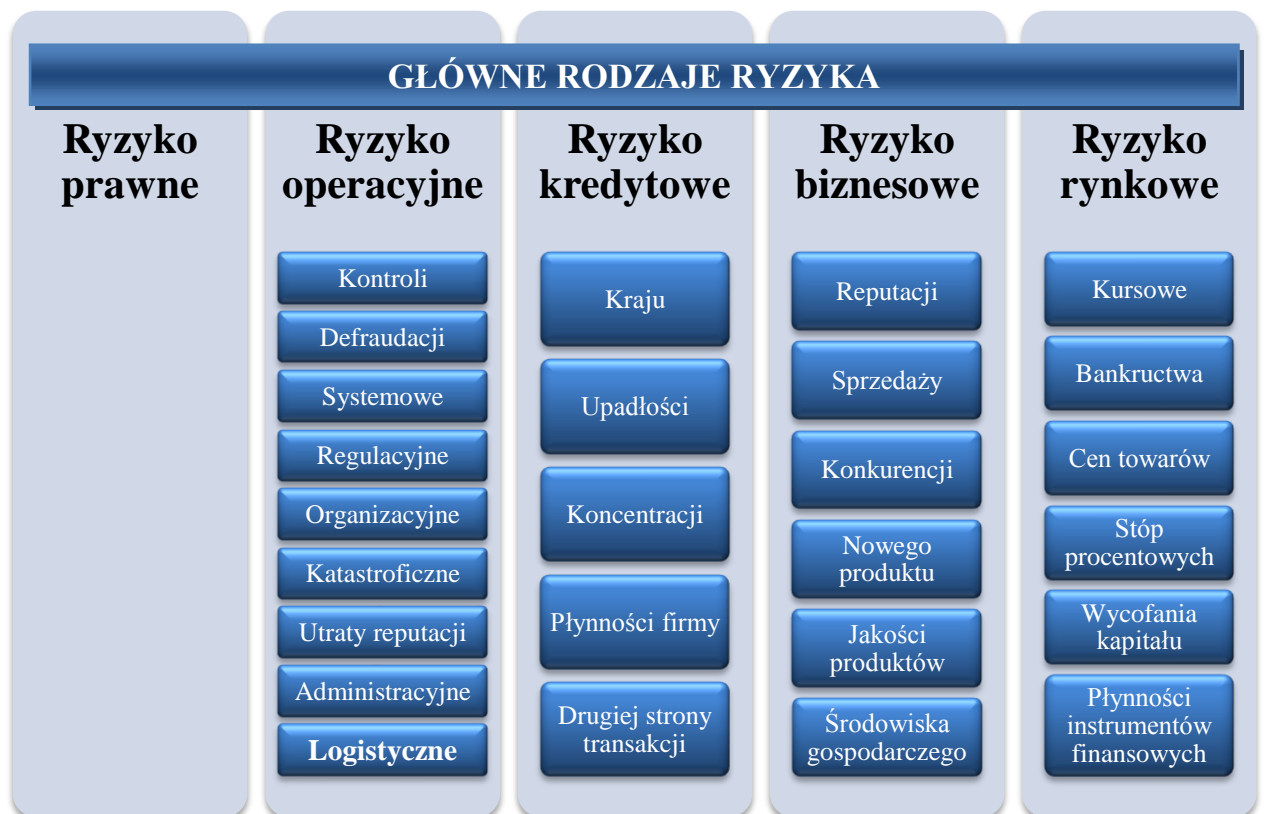 GŁÓWNE RODZAJE RYZYKA
Ryzyko
prawne
Ryzyko
operacyjne
Kontroli
Defraudacji
Systemowe
Regulacyjne
Organizacyjne
Katastroficzne
Utraty reputacji
Administracyjne
Logistyczne
Ryzyko
kredytowe
Kraju
Upadłości
Koncentracji
Płynności firmy
Drugiej strony
transakcji
Ryzyko
biznesowe
Reputacji
Sprzedaży
Konkurencji
Nowego
produktu
Jakości
produktów
Środowiska
gospodarczego
Ryzyko
rynkowe
Kursowe
Bankructwa
Cen towarów
Stóp
procentowych
Wycofania
kapitału
Płynności
instrumentów
finansowych